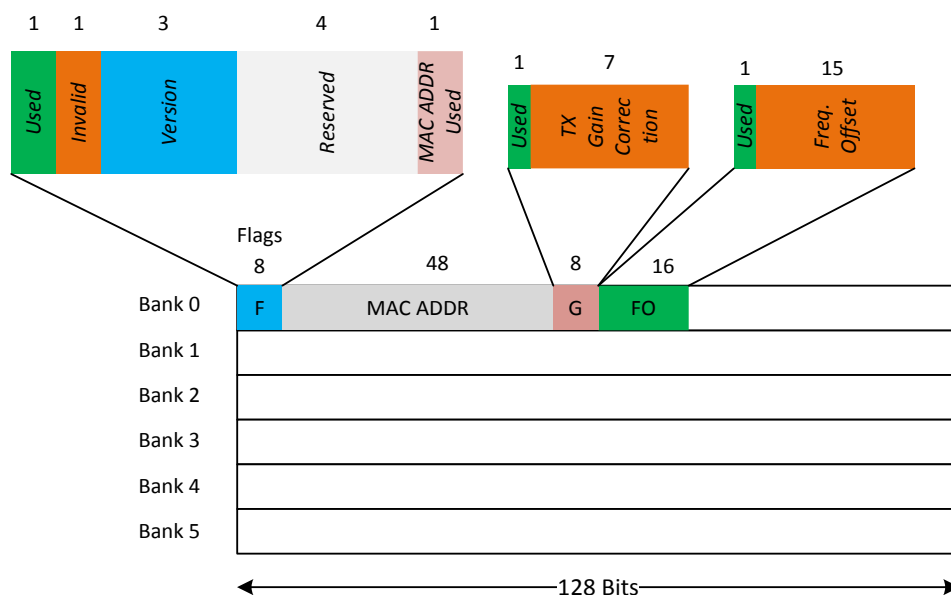 1 1 3 4 1
Used
Invalid
Version
Reserved
MAC ADDR
Used
1 7
Used
TX
Gain
Correc
tion
1 15
Used
Freq.
Offset
Flags
8 48 8 16
Bank 0 F MAC ADDR G FO
Bank 1
Bank 2
Bank 3
Bank 4
Bank 5
128 Bits